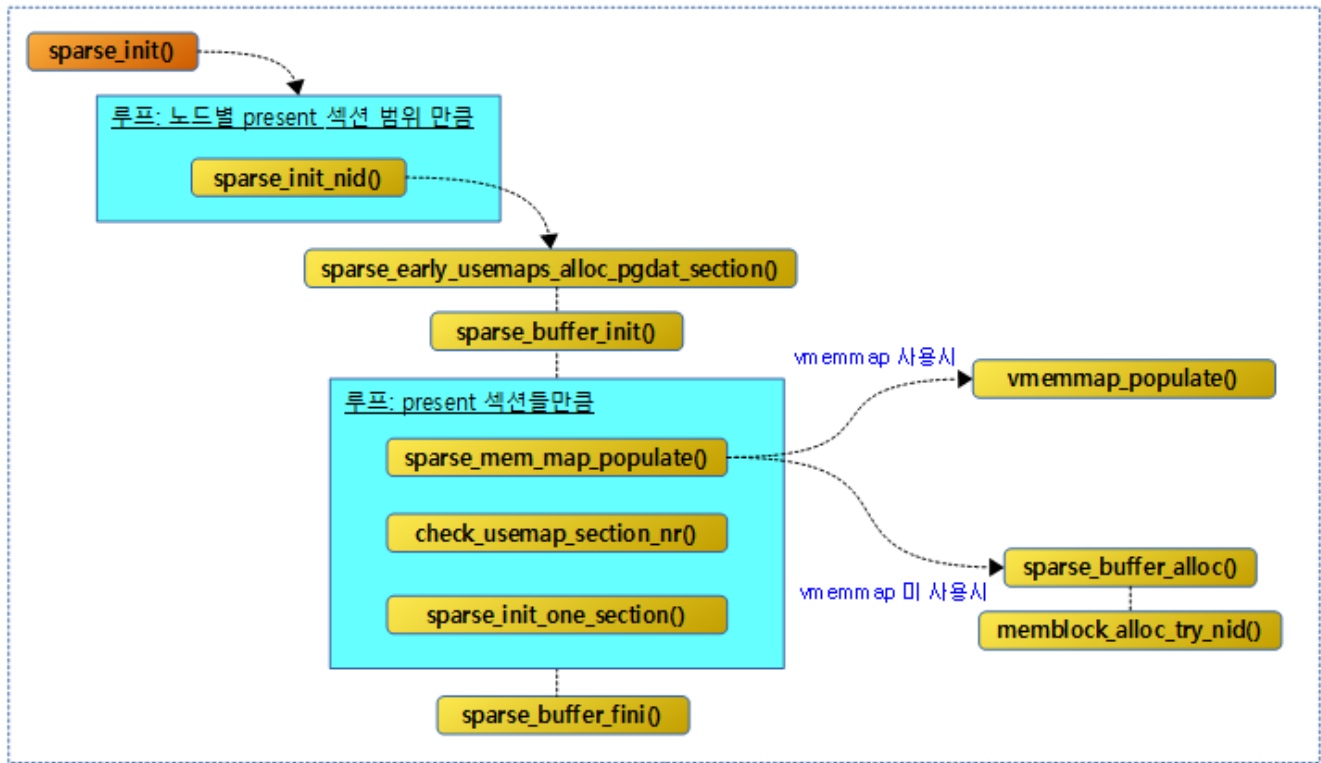 sparse_init()
루프: 노드별 present 섹션 범위 만큼
sparse_init_nid()
sparse_early_usemaps_alloc_pgdat_section()
sparse_buffer_init()
루프: present 섹션들만큼
sparse_mem_map_populate()
check_usemap_section_nr()
sparse_init_one_section()
sparse_buffer_fini()
vmemmap 사용시
vmemmap_populate()
vmemmap 미 사용시
sparse_buffer_alloc()
memblock_alloc_try_nid()